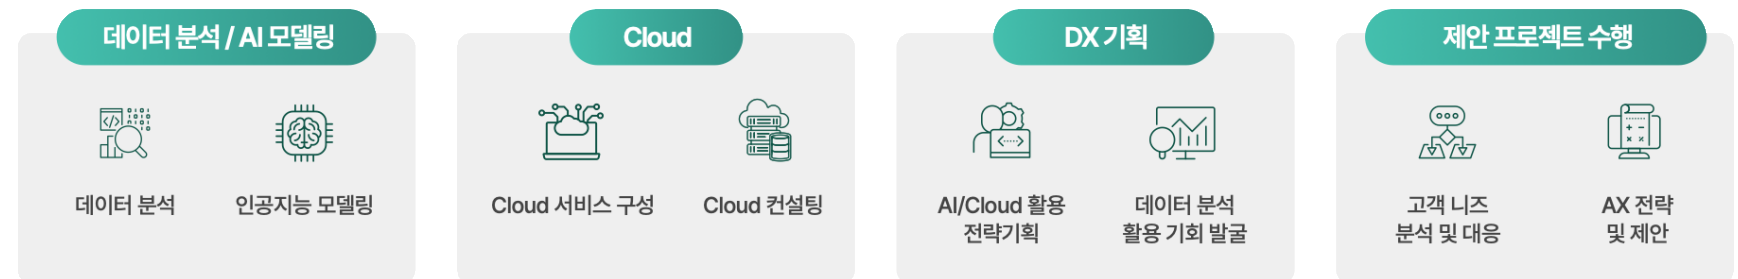 데이터 분석 / AI 모델링
데이터 분석
인공지능 모델링
Cloud
Cloud 서비스 구성
Cloud 컨설팅
DX 기획
AI/Cloud 활용
전략기획
데이터 분석
활용 기회 발굴
제안 프로젝트 수행
고객 니즈
분석 및 대응
AX 전략
및 제안